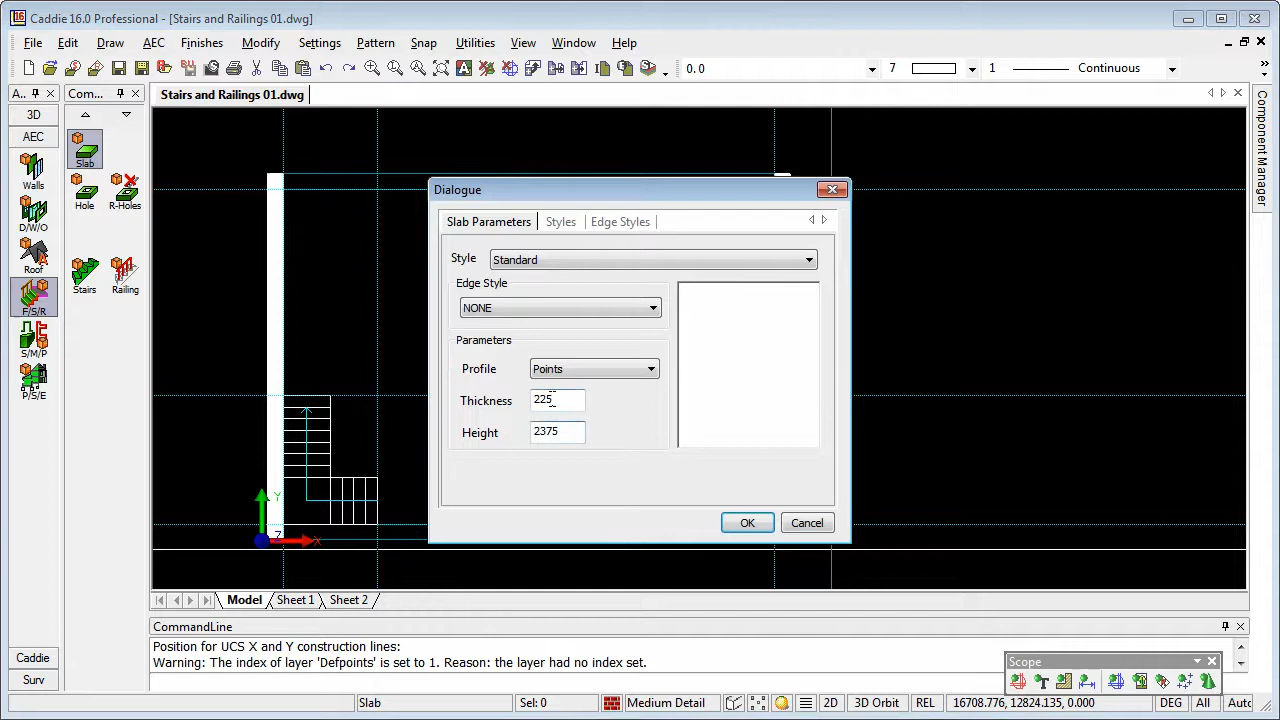 Caddie 16.0 Professional - [Stairs and Railings 01.dwg]
File Edit Draw AEC Finishes Modify Settings Pattern Snap Utilities View Window Help
0, 0 7 1 Continuous
A... Com... Stairs and Railings 01.dwg
3D
AEC
Slab
Walls
Hole R-Holes
D/W/O
Roof
Stairs Railing
F/S/R
S/M/P
P/S/E
Component Manager
Dialogue
Slab Parameters Styles Edge Styles
Style Standard
Edge Style
NONE
Parameters
Profile Points
Thickness 225
Height 2375
OK Cancel
Y
Z X
Model Sheet 1 Sheet 2
CommandLine
Position for UCS X and Y construction lines:
Warning: The index of layer 'Defpoints' is set to 1. Reason: the layer had no index set.
Caddie
Surv
Scope
Slab Sel: 0 Medium Detail 2D 3D Orbit REL 16708.776, 12824.135, 0.000 DEG All Auto